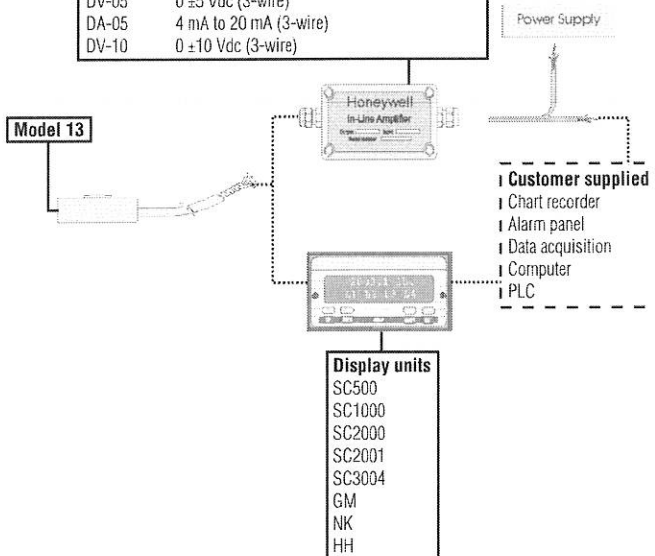 DV-05 0 ±5 Vdc (3-wire)
DA-05 4 mA to 20 mA (3-wire)
DV-10 0 ±10 Vdc (3-wire)
Power Supply
Honeywell
In-Line Amplifier
Model 13
Customer supplied
Chart recorder
Alarm panel
Data acquisition
Computer
PLC
Display units
SC500
SC1000
SC2000
SC2001
SC3004
GM
NK
HH